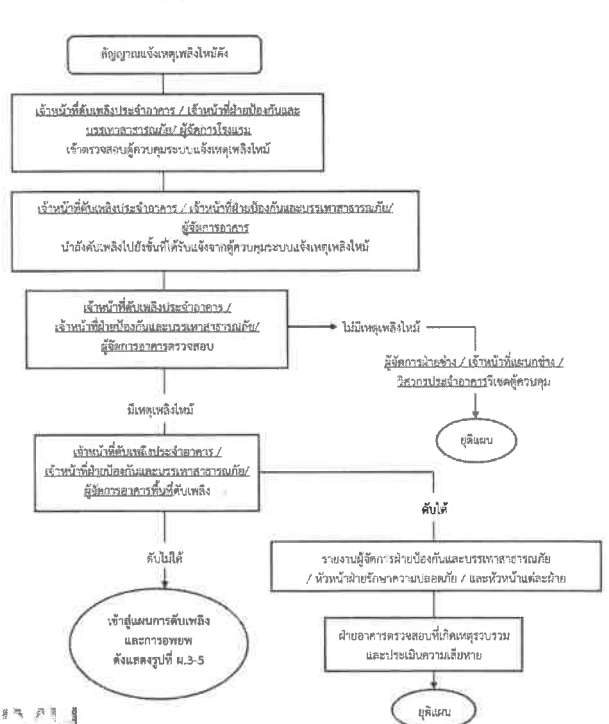 สัญญาณแจ้งเหตุเพลิงไหม้ดัง
เจ้าหน้าที่ดับเพลิงประจำอาคาร / เจ้าหน้าที่ฝ่ายป้องกันและ
บรรเทาสาธารณภัย/ ผู้จัดการโรงแรม
เข้าตรวจสอบตู้ควบคุมระบบแจ้งเหตุเพลิงไหม้
เจ้าหน้าที่ดับเพลิงประจำอาคาร / เจ้าหน้าที่ฝ่ายป้องกันและบรรเทาสาธารณภัย/
ผู้จัดการอาคาร
นำถังดับเพลิงไปยังชั้นที่ได้รับแจ้งจากตู้ควบคุมระบบแจ้งเหตุเพลิงไหม้
เจ้าหน้าที่ดับเพลิงประจำอาคาร /
เจ้าหน้าที่ฝ่ายป้องกันและบรรเทาสาธารณภัย/
ผู้จัดการอาคารตรวจสอบ
ไม่มีเหตุเพลิงไหม้
ผู้จัดการฝ่ายช่าง / เจ้าหน้าที่แผนกช่าง /
วิศวกรประจำอาคารรีเซตตู้ควบคุม
ยุติแผน
มีเหตุเพลิงไหม้
เจ้าหน้าที่ดับเพลิงประจำอาคาร /
เจ้าหน้าที่ฝ่ายป้องกันและบรรเทาสาธารณภัย/
ผู้จัดการอาคารพื้นที่ดับเพลิง
ดับได้
ดับไม่ได้
รายงานผู้จัดการฝ่ายป้องกันและบรรเทาสาธารณภัย
/ หัวหน้าฝ่ายรักษาความปลอดภัย / และหัวหน้าแต่ละฝ่าย
เข้าสู่แผนการดับเพลิง
และการอพยพ
ดังแสดงรูปที่ ผ.3-5
ฝ่ายอาคารตรวจสอบที่เกิดเหตุรวบรวม
และประเมินความเสียหาย
ยุติแผน